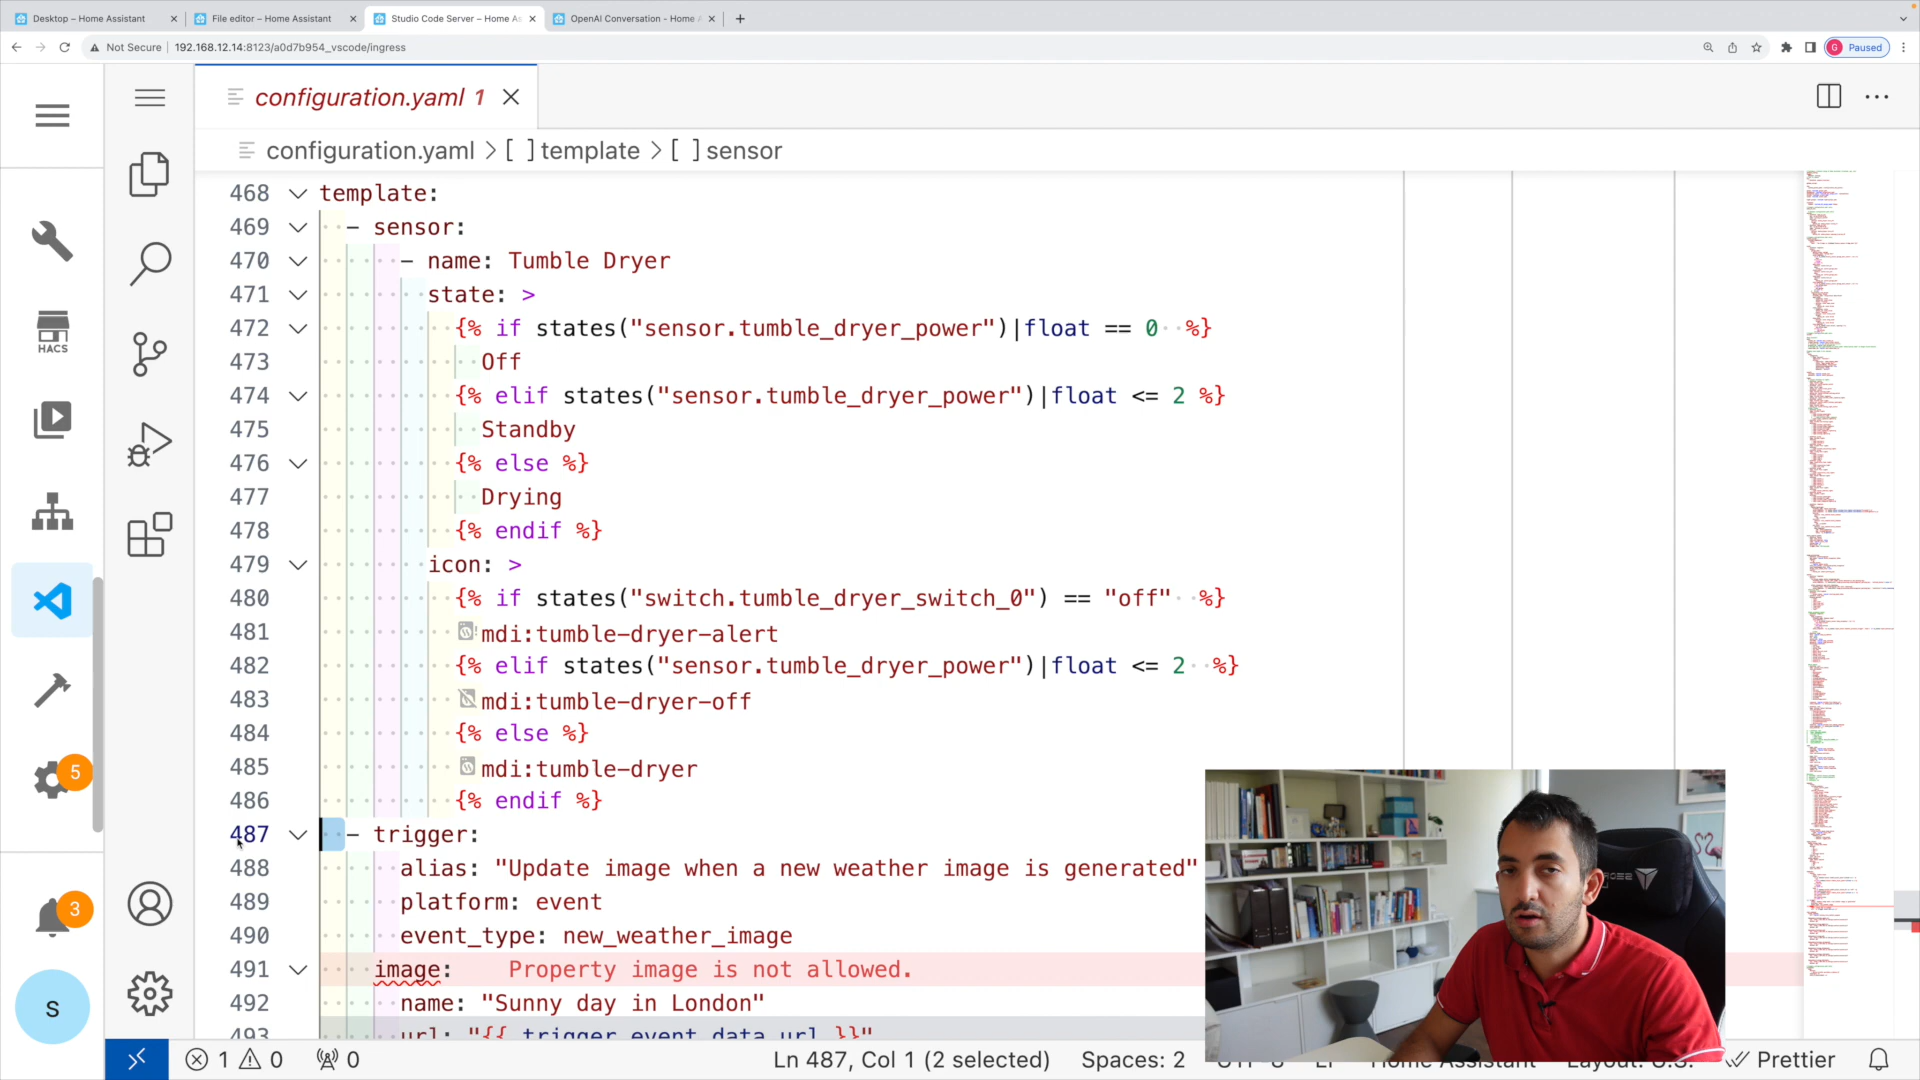 Desktop – Home Assistant
File editor – Home Assistant
Studio Code Server – Home As
OpenAI Conversation - Home A
Not Secure | 192.168.12.14:8123/a0d7b954_vscode/ingress
G Paused
configuration.yaml 1
configuration.yaml > [ ] template > [ ] sensor
468 template:
469 - sensor:
470 - name: Tumble Dryer
471 state: >
472 {% if states("sensor.tumble_dryer_power")|float == 0 %}
473 Off
474 {% elif states("sensor.tumble_dryer_power")|float <= 2 %}
475 Standby
476 {% else %}
477 Drying
478 {% endif %}
479 icon: >
480 {% if states("switch.tumble_dryer_switch_0") == "off" %}
481 mdi:tumble-dryer-alert
482 {% elif states("sensor.tumble_dryer_power")|float <= 2 %}
483 mdi:tumble-dryer-off
484 {% else %}
485 mdi:tumble-dryer
486 {% endif %}
487 - trigger:
488 alias: "Update image when a new weather image is generated"
489 platform: event
490 event_type: new_weather_image
491 image: Property image is not allowed.
492 name: "Sunny day in London"
493 url: "{{ trigger.event.data.url }}"
HACS
5
3
S
1 0 0
Ln 487, Col 1 (2 selected) Spaces: 2 UTF-8 LF Home Assistant Layout: U.S. Prettier